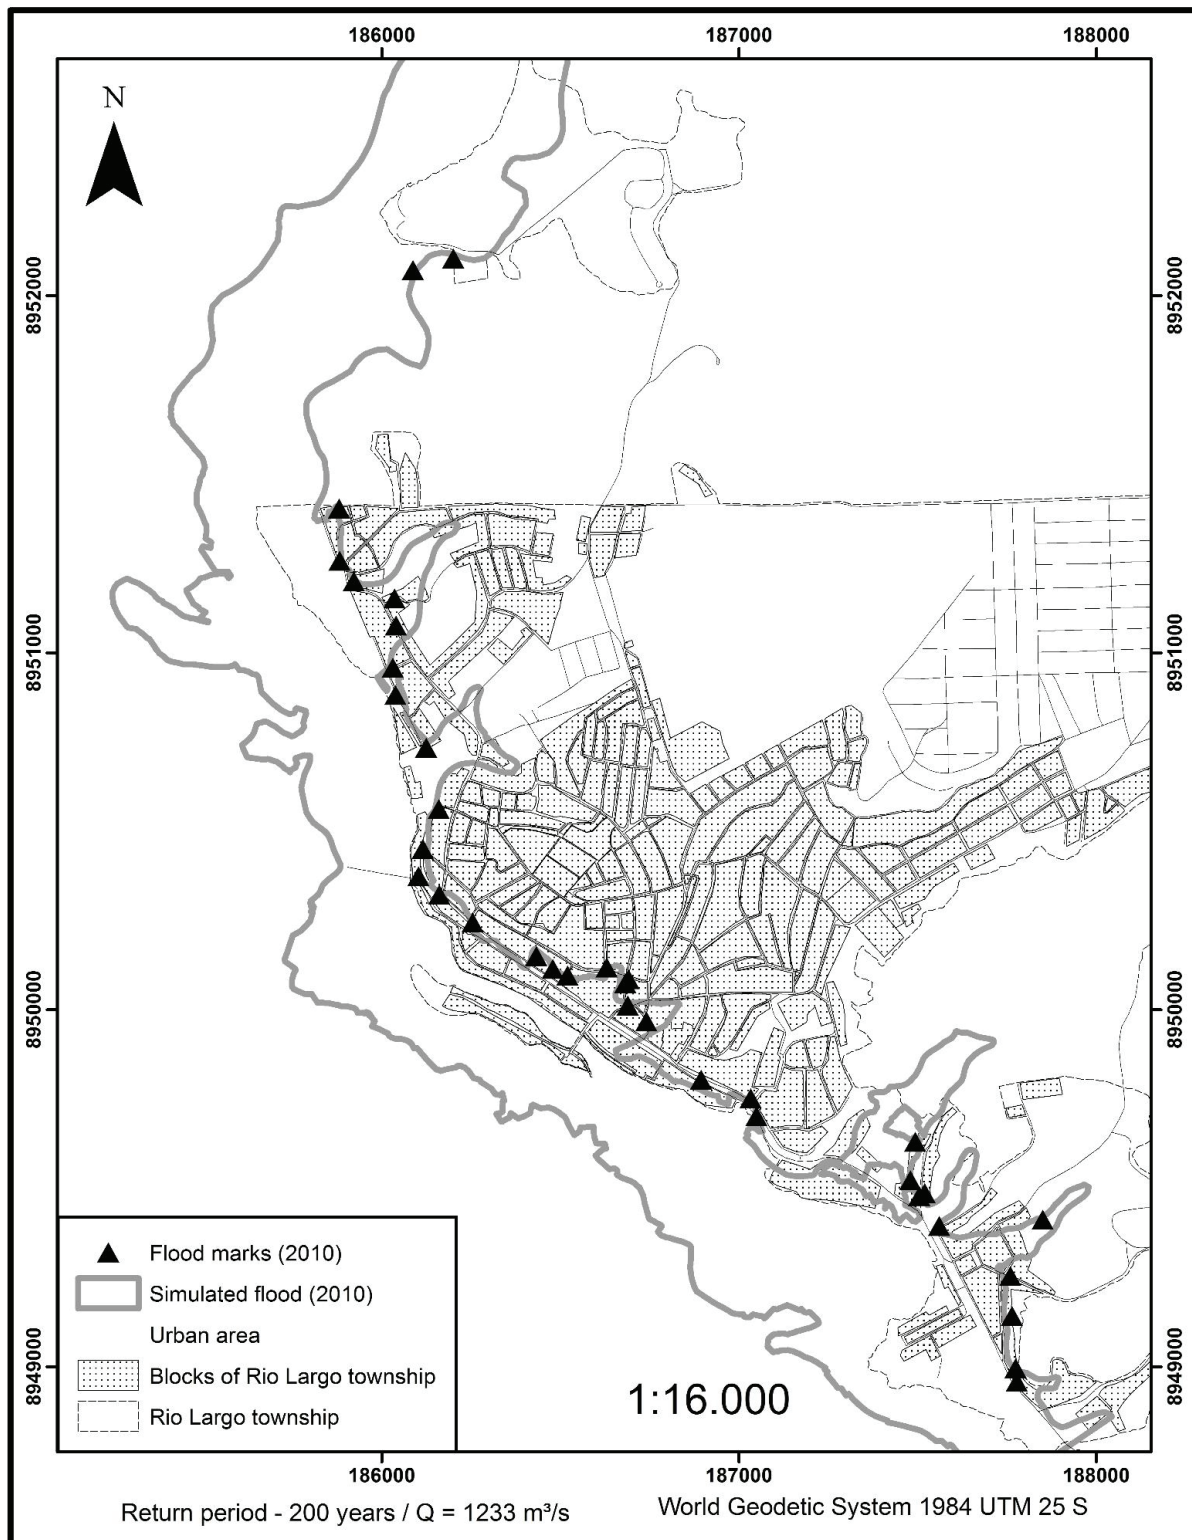 186000
187000
188000
N
8952000
8952000
8951000
8951000
8950000
8950000
8949000
8949000
Flood marks (2010)
Simulated flood (2010)
Urban area
Blocks of Rio Largo township
Rio Largo township
1:16.000
186000
187000
188000
Return period - 200 years / Q = 1233 m³/s
World Geodetic System 1984 UTM 25 S